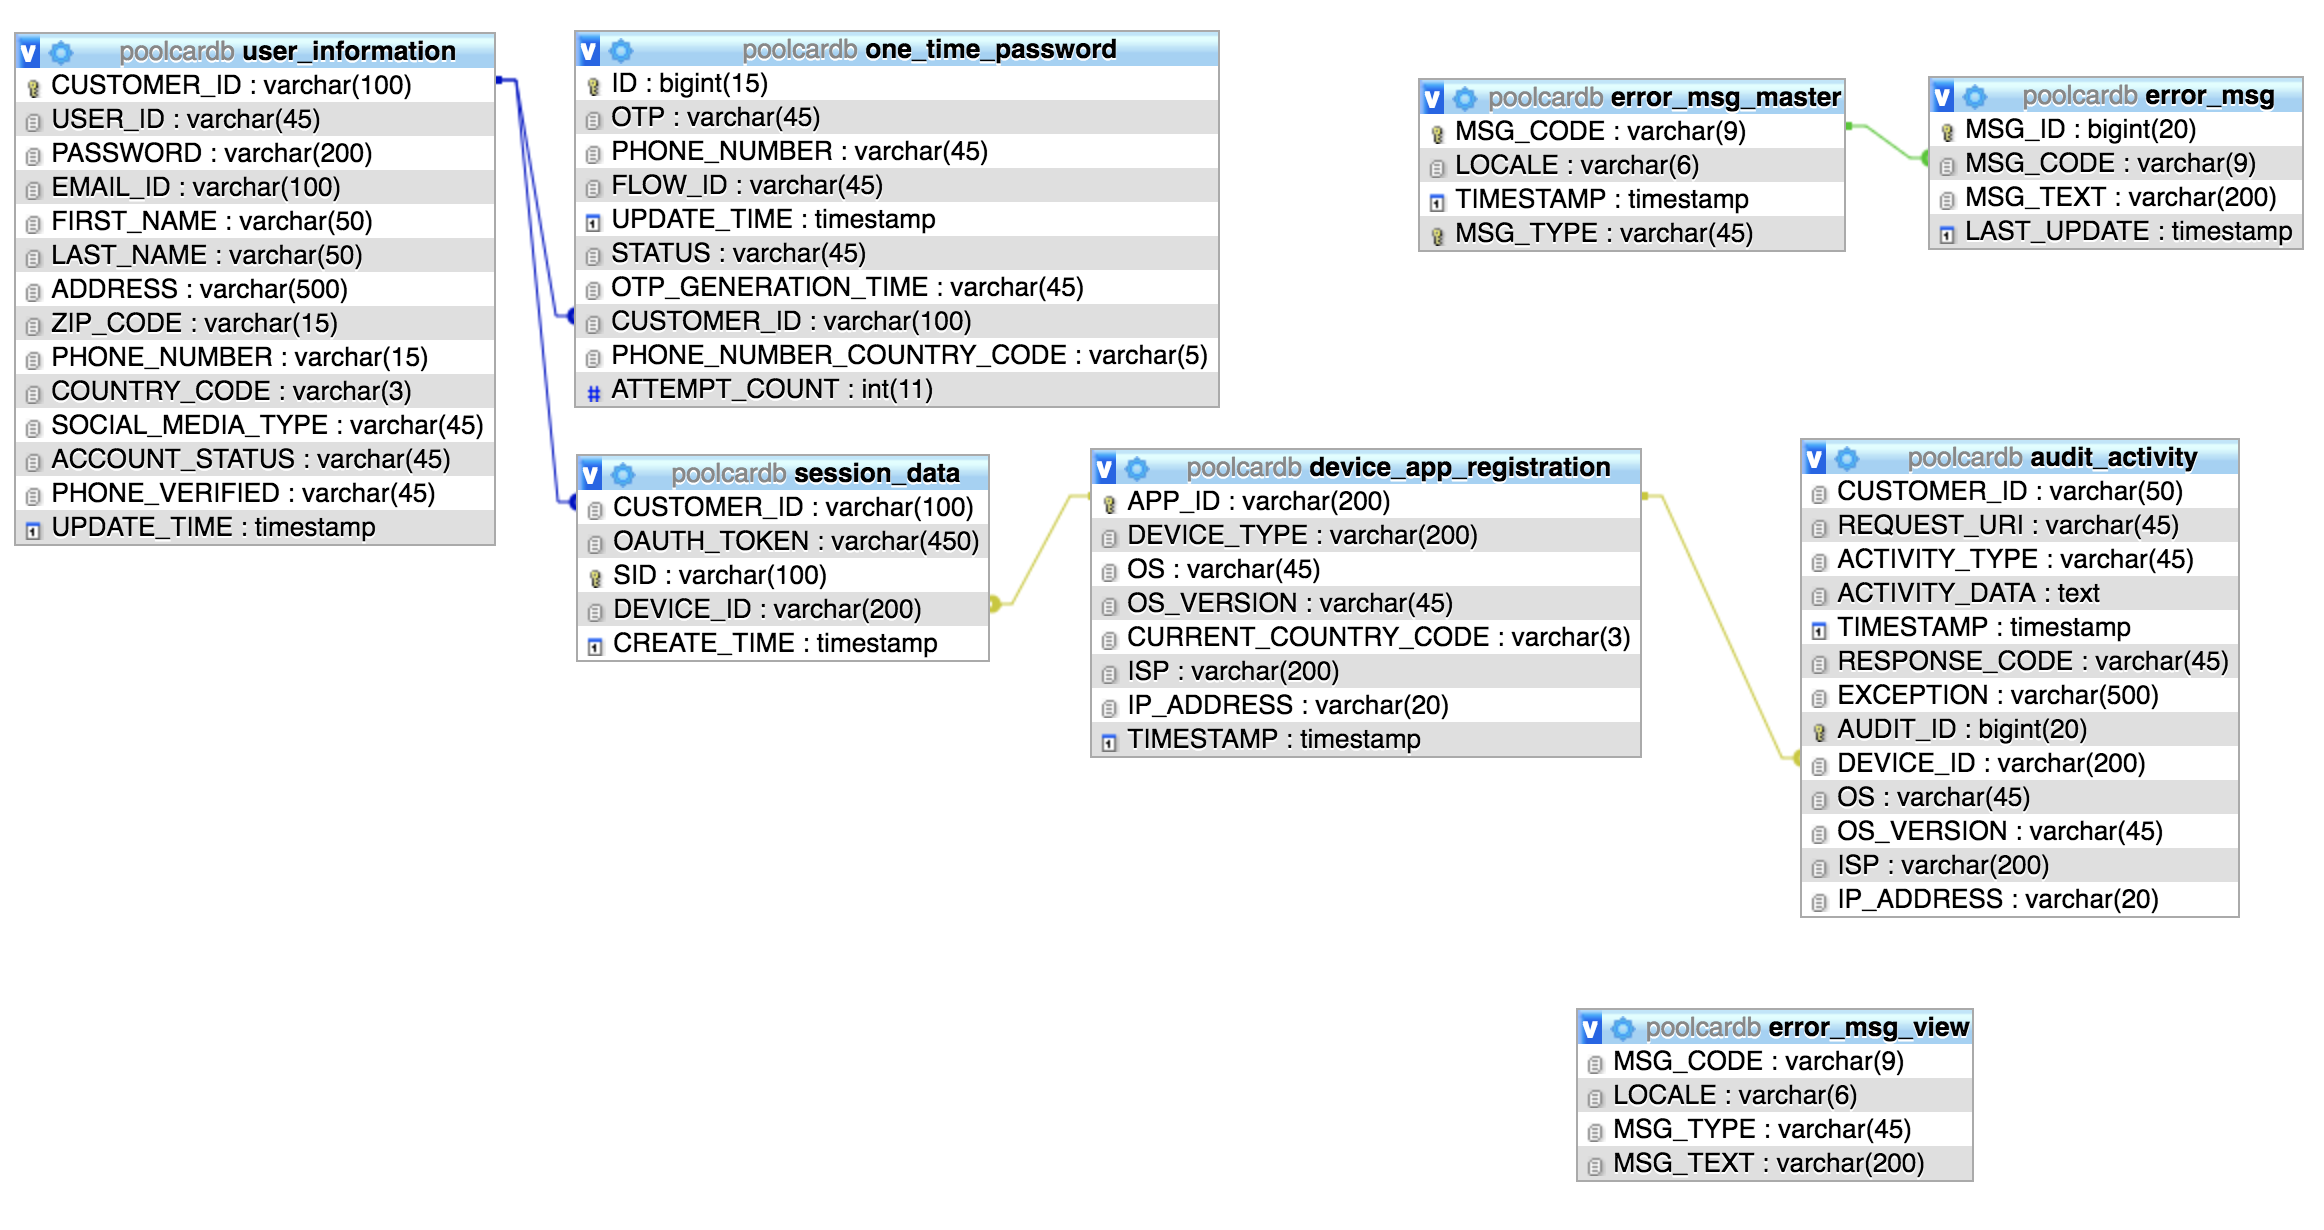 poolcardb user_information
CUSTOMER_ID : varchar(100)
USER_ID : varchar(45)
PASSWORD : varchar(200)
EMAIL_ID : varchar(100)
FIRST_NAME : varchar(50)
LAST_NAME : varchar(50)
ADDRESS : varchar(500)
ZIP_CODE : varchar(15)
PHONE_NUMBER : varchar(15)
COUNTRY_CODE : varchar(3)
SOCIAL_MEDIA_TYPE : varchar(45)
ACCOUNT_STATUS : varchar(45)
PHONE_VERIFIED : varchar(45)
UPDATE_TIME : timestamp
poolcardb one_time_password
ID : bigint(15)
OTP : varchar(45)
PHONE_NUMBER : varchar(45)
FLOW_ID : varchar(45)
UPDATE_TIME : timestamp
STATUS : varchar(45)
OTP_GENERATION_TIME : varchar(45)
CUSTOMER_ID : varchar(100)
PHONE_NUMBER_COUNTRY_CODE : varchar(5)
ATTEMPT_COUNT : int(11)
poolcardb error_msg_master
MSG_CODE : varchar(9)
LOCALE : varchar(6)
TIMESTAMP : timestamp
MSG_TYPE : varchar(45)
poolcardb error_msg
MSG_ID : bigint(20)
MSG_CODE : varchar(9)
MSG_TEXT : varchar(200)
LAST_UPDATE : timestamp
poolcardb session_data
CUSTOMER_ID : varchar(100)
OAUTH_TOKEN : varchar(450)
SID : varchar(100)
DEVICE_ID : varchar(200)
CREATE_TIME : timestamp
poolcardb device_app_registration
APP_ID : varchar(200)
DEVICE_TYPE : varchar(200)
OS : varchar(45)
OS_VERSION : varchar(45)
CURRENT_COUNTRY_CODE : varchar(3)
ISP : varchar(200)
IP_ADDRESS : varchar(20)
TIMESTAMP : timestamp
poolcardb audit_activity
CUSTOMER_ID : varchar(50)
REQUEST_URI : varchar(45)
ACTIVITY_TYPE : varchar(45)
ACTIVITY_DATA : text
TIMESTAMP : timestamp
RESPONSE_CODE : varchar(45)
EXCEPTION : varchar(500)
AUDIT_ID : bigint(20)
DEVICE_ID : varchar(200)
OS : varchar(45)
OS_VERSION : varchar(45)
ISP : varchar(200)
IP_ADDRESS : varchar(20)
poolcardb error_msg_view
MSG_CODE : varchar(9)
LOCALE : varchar(6)
MSG_TYPE : varchar(45)
MSG_TEXT : varchar(200)